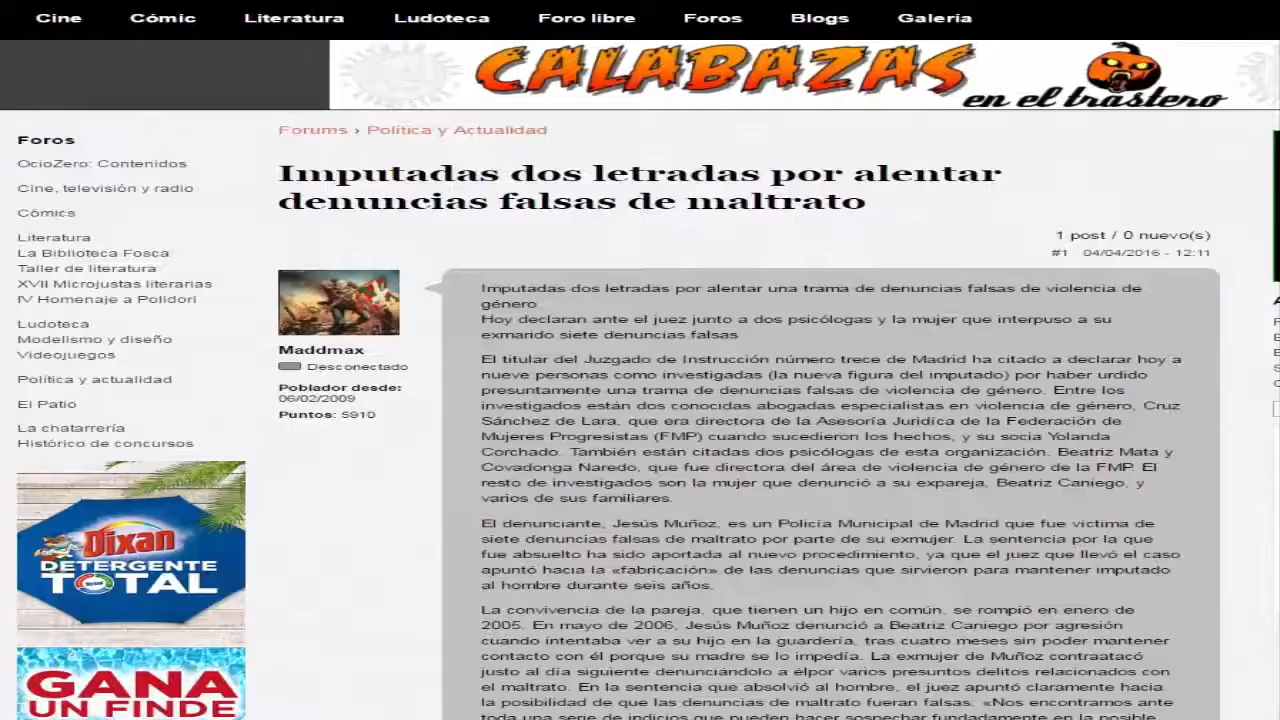 Cine Cómic Literatura Ludoteca Foro libre Foros Blogs Galería
CALABAZAS
en el trastero
Foros
OcioZero: Contenidos
Cine, televisión y radio
Cómics
Literatura
La Biblioteca Fosca
Taller de literatura
XVII Microjustas literarias
IV Homenaje a Polidori
Ludoteca
Modelismo y diseño
Videojuegos
Política y actualidad
El Patio
La chatarrería
Histórico de concursos
Dixan
DETERGENTE
TOTAL
Total
GANA
UN FINDE
Forums › Política y Actualidad
Imputadas dos letradas por alentar
denuncias falsas de maltrato
1 post / 0 nuevo(s)
#1 04/04/2016 - 12:11
Maddmax
Desconectado
Poblador desde:
06/02/2009
Puntos: 5910
Imputadas dos letradas por alentar una trama de denuncias falsas de violencia de
género
Hoy declaran ante el juez junto a dos psicólogas y la mujer que interpuso a su
exmarido siete denuncias falsas
El titular del Juzgado de Instrucción número trece de Madrid ha citado a declarar hoy a
nueve personas como investigadas (la nueva figura del imputado) por haber urdido
presuntamente una trama de denuncias falsas de violencia de género. Entre los
investigados están dos conocidas abogadas especialistas en violencia de género, Cruz
Sánchez de Lara, que era directora de la Asesoría Jurídica de la Federación de
Mujeres Progresistas (FMP) cuando sucedieron los hechos, y su socia Yolanda
Corchado. También están citadas dos psicólogas de esta organización, Beatriz Mata y
Covadonga Naredo, que fue directora del área de violencia de género de la FMP. El
resto de investigados son la mujer que denunció a su expareja, Beatriz Caniego, y
varios de sus familiares.
El denunciante, Jesús Muñoz, es un Policía Municipal de Madrid que fue víctima de
siete denuncias falsas de maltrato por parte de su exmujer. La sentencia por la que
fue absuelto ha sido aportada al nuevo procedimiento, ya que el juez que llevó el caso
apuntó hacia la «fabricación» de las denuncias que sirvieron para mantener imputado
al hombre durante seis años.
La convivencia de la pareja, que tienen un hijo en común, se rompió en enero de
2005. En mayo de 2006, Jesús Muñoz denunció a Beatriz Caniego por agresión
cuando intentaba ver a su hijo en la guardería, tras cuatro meses sin poder mantener
contacto con él porque su madre se lo impedía. La exmujer de Muñoz contraatacó
justo al día siguiente denunciándolo a élpor varios presuntos delitos relacionados con
el maltrato. En la sentencia que absolvió al hombre, el juez apuntó claramente hacia
la posibilidad de que las denuncias de maltrato fueran falsas: «Nos encontramos ante
toda una serie de indicios que pueden hacer sospechar fundadamente en la posible